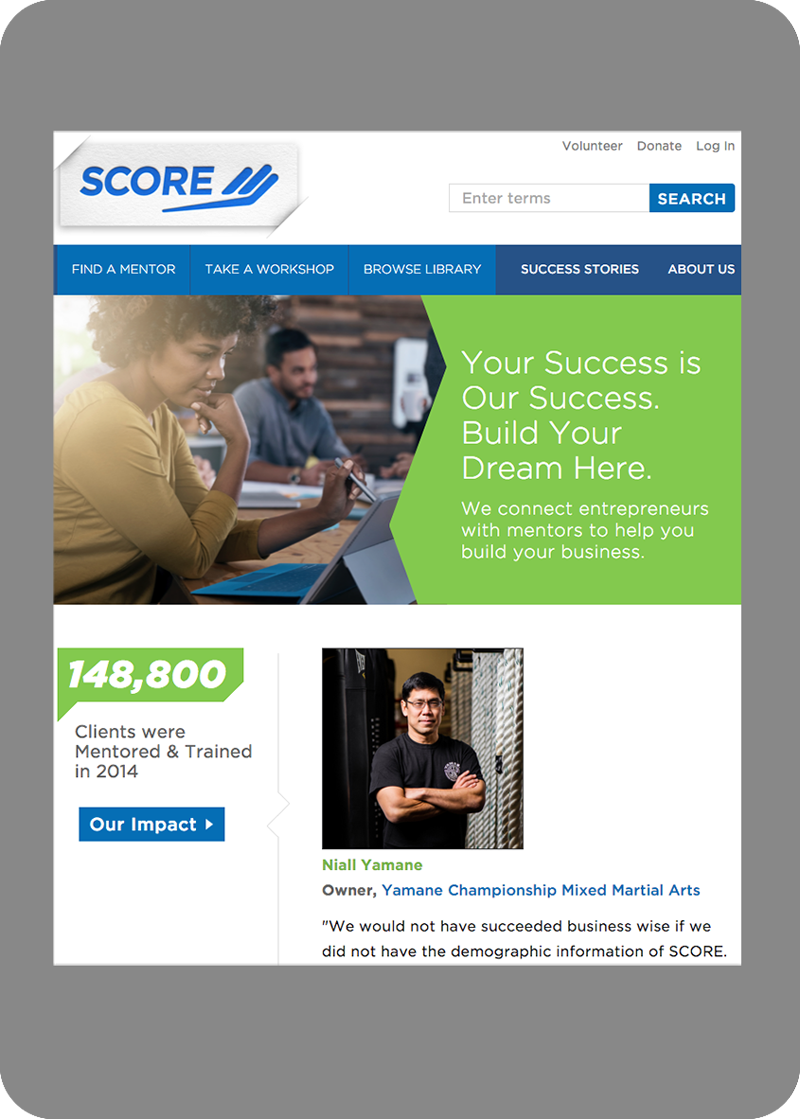 SCORE
Volunteer Donate Log In
Enter terms SEARCH
FIND A MENTOR TAKE A WORKSHOP BROWSE LIBRARY SUCCESS STORIES ABOUT US
Your Success is
Our Success.
Build Your
Dream Here.
We connect entrepreneurs
with mentors to help you
build your business.
148,800
Clients were
Mentored & Trained
in 2014
Our Impact
Niall Yamane
Owner, Yamane Championship Mixed Martial Arts
"We would not have succeeded business wise if we
did not have the demographic information of SCORE.